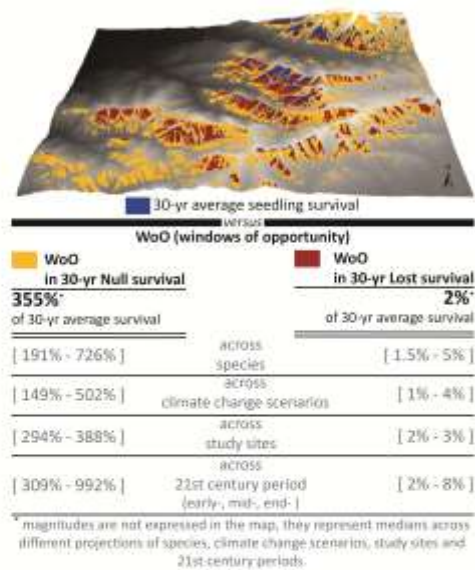 30-yr average seedling survival
versus
WoO (windows of opportunity)
WoO
in 30-yr Null survival
WoO
in 30-yr Lost survival
355%*
of 30-yr average survival
2%*
of 30-yr average survival
[ 191% - 726% ]
across
species
[ 1.5% - 5% ]
[ 149% - 502% ]
across
climate change scenarios
[ 1% - 4% ]
[ 294% - 388% ]
across
study sites
[ 2% - 3% ]
[ 309% - 992% ]
across
21st century period
(early-, mid-, end- )
[ 2% - 8% ]
* magnitudes are not expressed in the map, they represent medians across
different projections of species, climate change scenarios, study sites and
21st-century periods